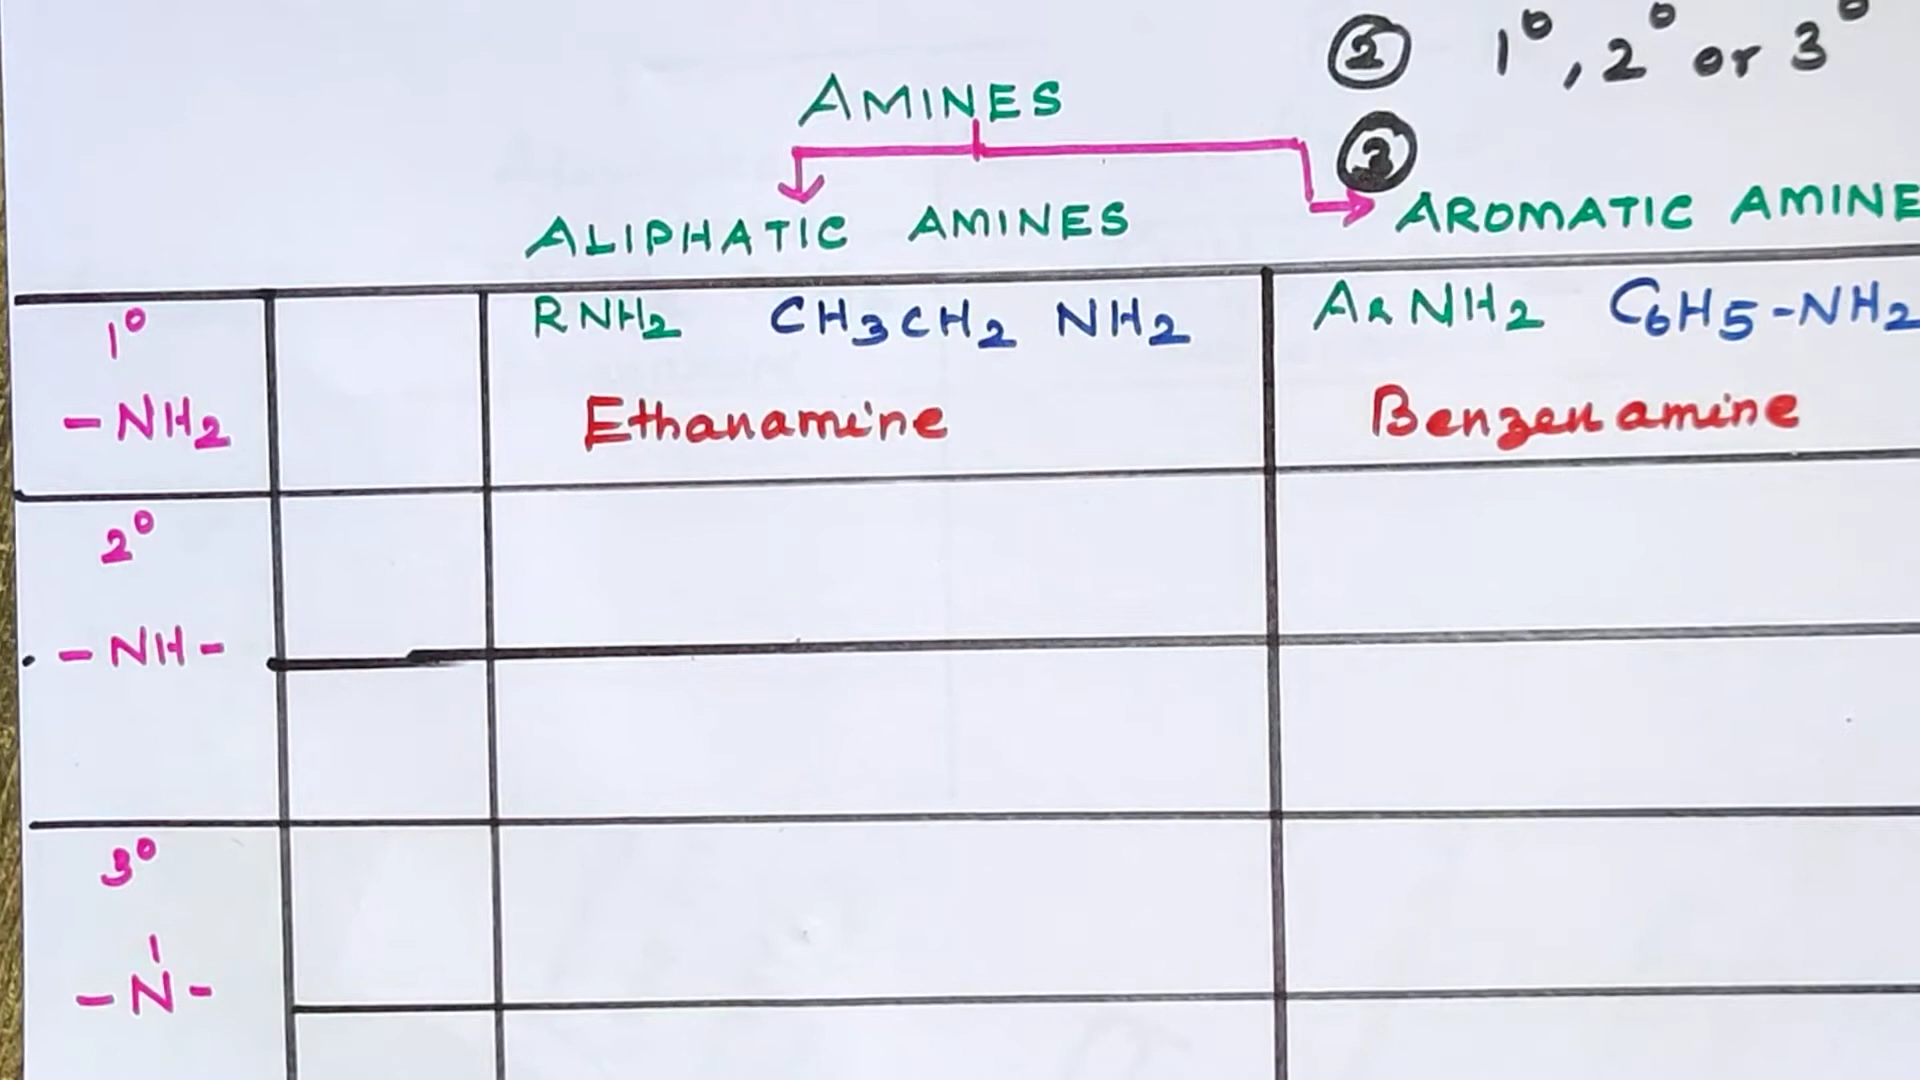 ② 1°, 2° or 3°
AMINES
③
ALIPHATIC AMINES
AROMATIC AMINE
1°
RNH2 CH3CH2 NH2
ArNH2 C6H5-NH2
-NH2
Ethanamine
Benzenamine
2°
-NH-
3°
-N-